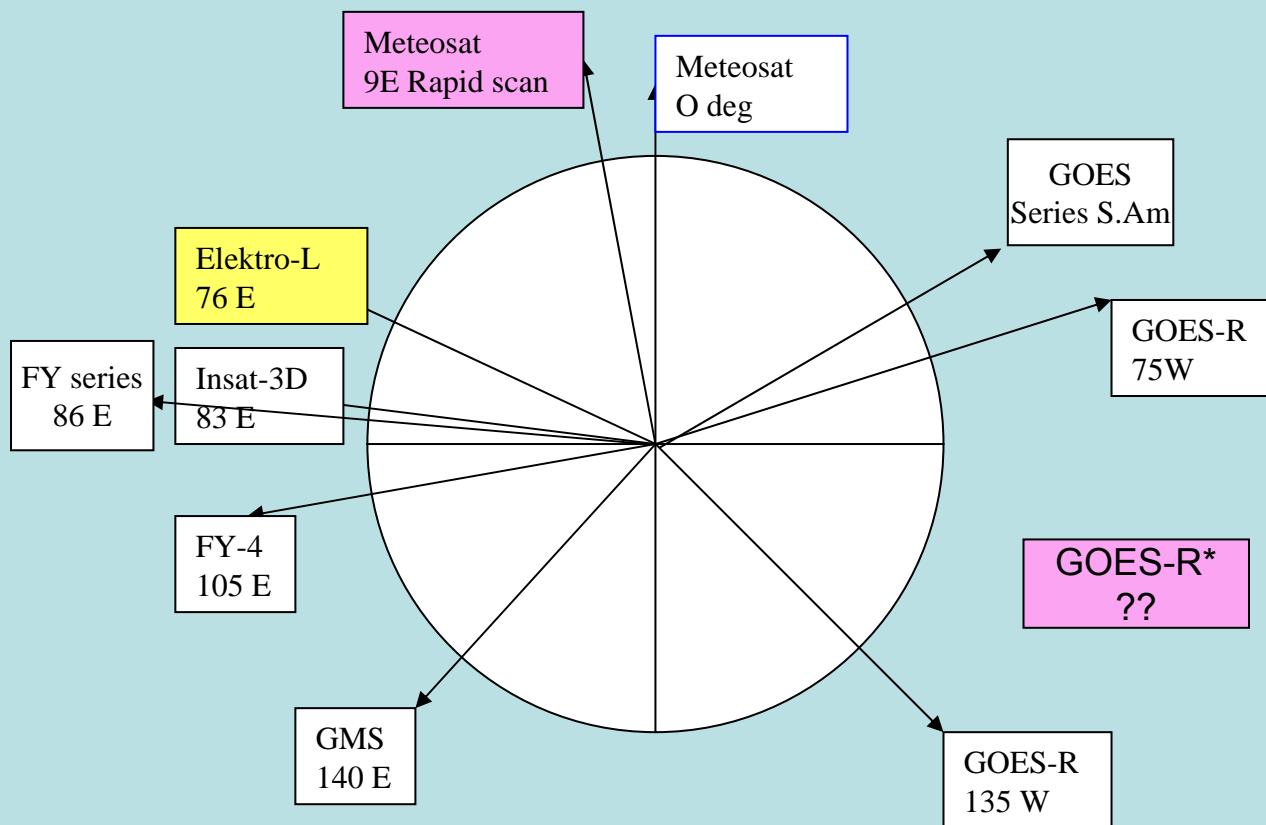 Meteosat
9E Rapid scan
Meteosat
O deg
GOES
Series S.Am
Elektro-L
76 E
GOES-R
75W
FY series
86 E
Insat-3D
83 E
FY-4
105 E
GOES-R*
??
GMS
140 E
GOES-R
135 W